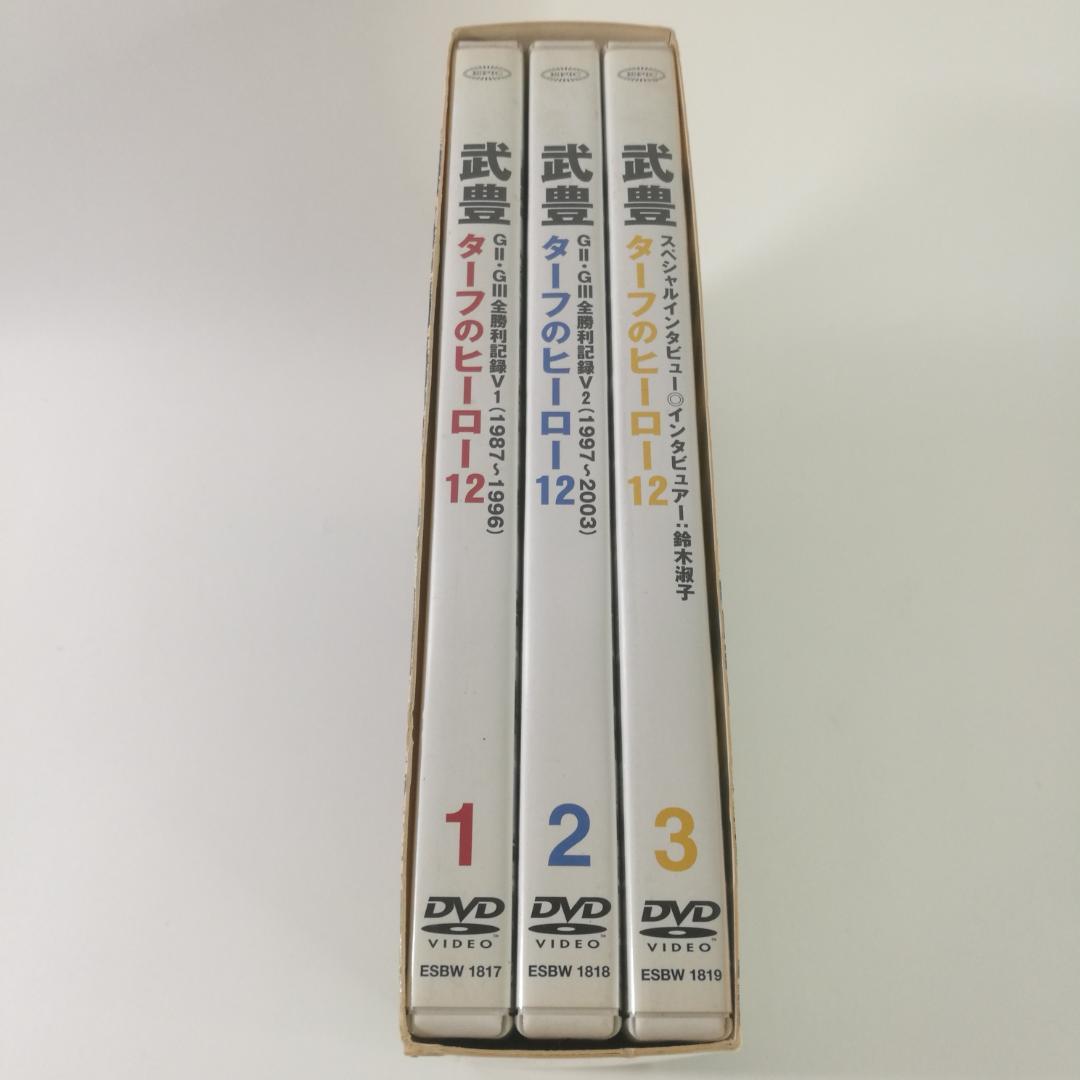 EPIC
武豊
ターフのヒーロー12
GⅡ・GⅢ全勝利記録V1(1987〜1996)
1
DVD
VIDEO™
ESBW 1817
EPIC
武豊
ターフのヒーロー12
GⅡ・GⅢ全勝利記録V2(1997〜2003)
2
DVD
VIDEO™
ESBW 1818
EPIC
武豊
ターフのヒーロー12
スペシャルインタビュー◎インタビュアー:鈴木淑子
3
DVD
VIDEO™
ESBW 1819